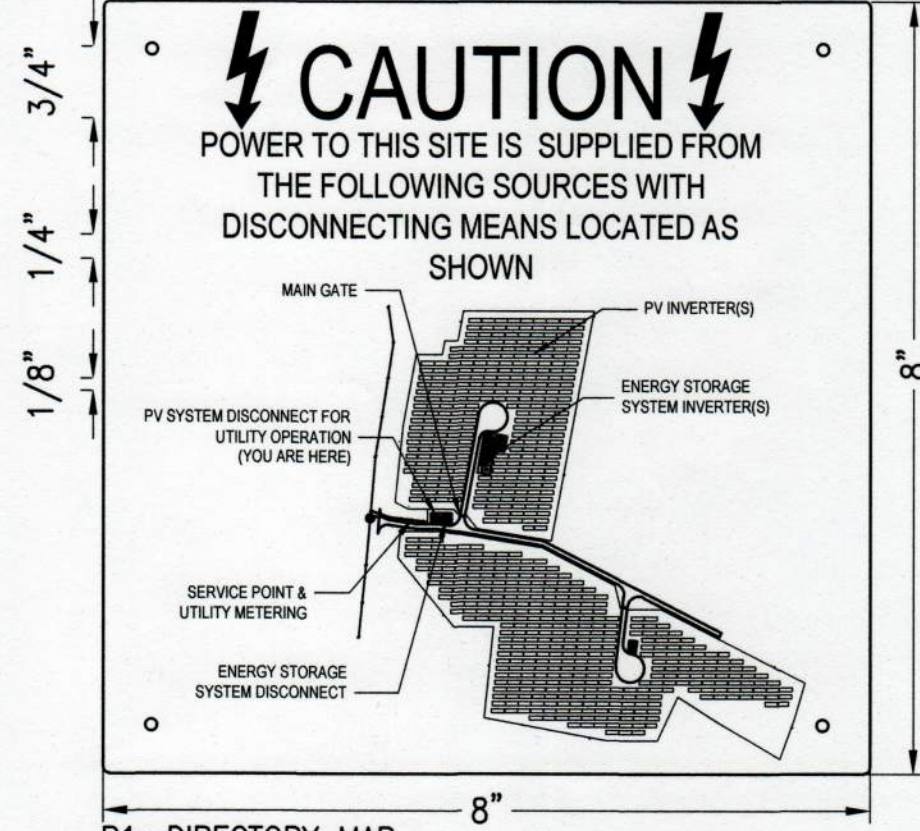 3/4"
CAUTION
POWER TO THIS SITE IS SUPPLIED FROM
THE FOLLOWING SOURCES WITH
DISCONNECTING MEANS LOCATED AS
SHOWN
1/4"
1/8"
MAIN GATE
PV INVERTER(S)
ENERGY STORAGE
SYSTEM INVERTER(S)
PV SYSTEM DISCONNECT FOR
UTILITY OPERATION
(YOU ARE HERE)
8"
SERVICE POINT &
UTILITY METERING
ENERGY STORAGE
SYSTEM DISCONNECT
8"